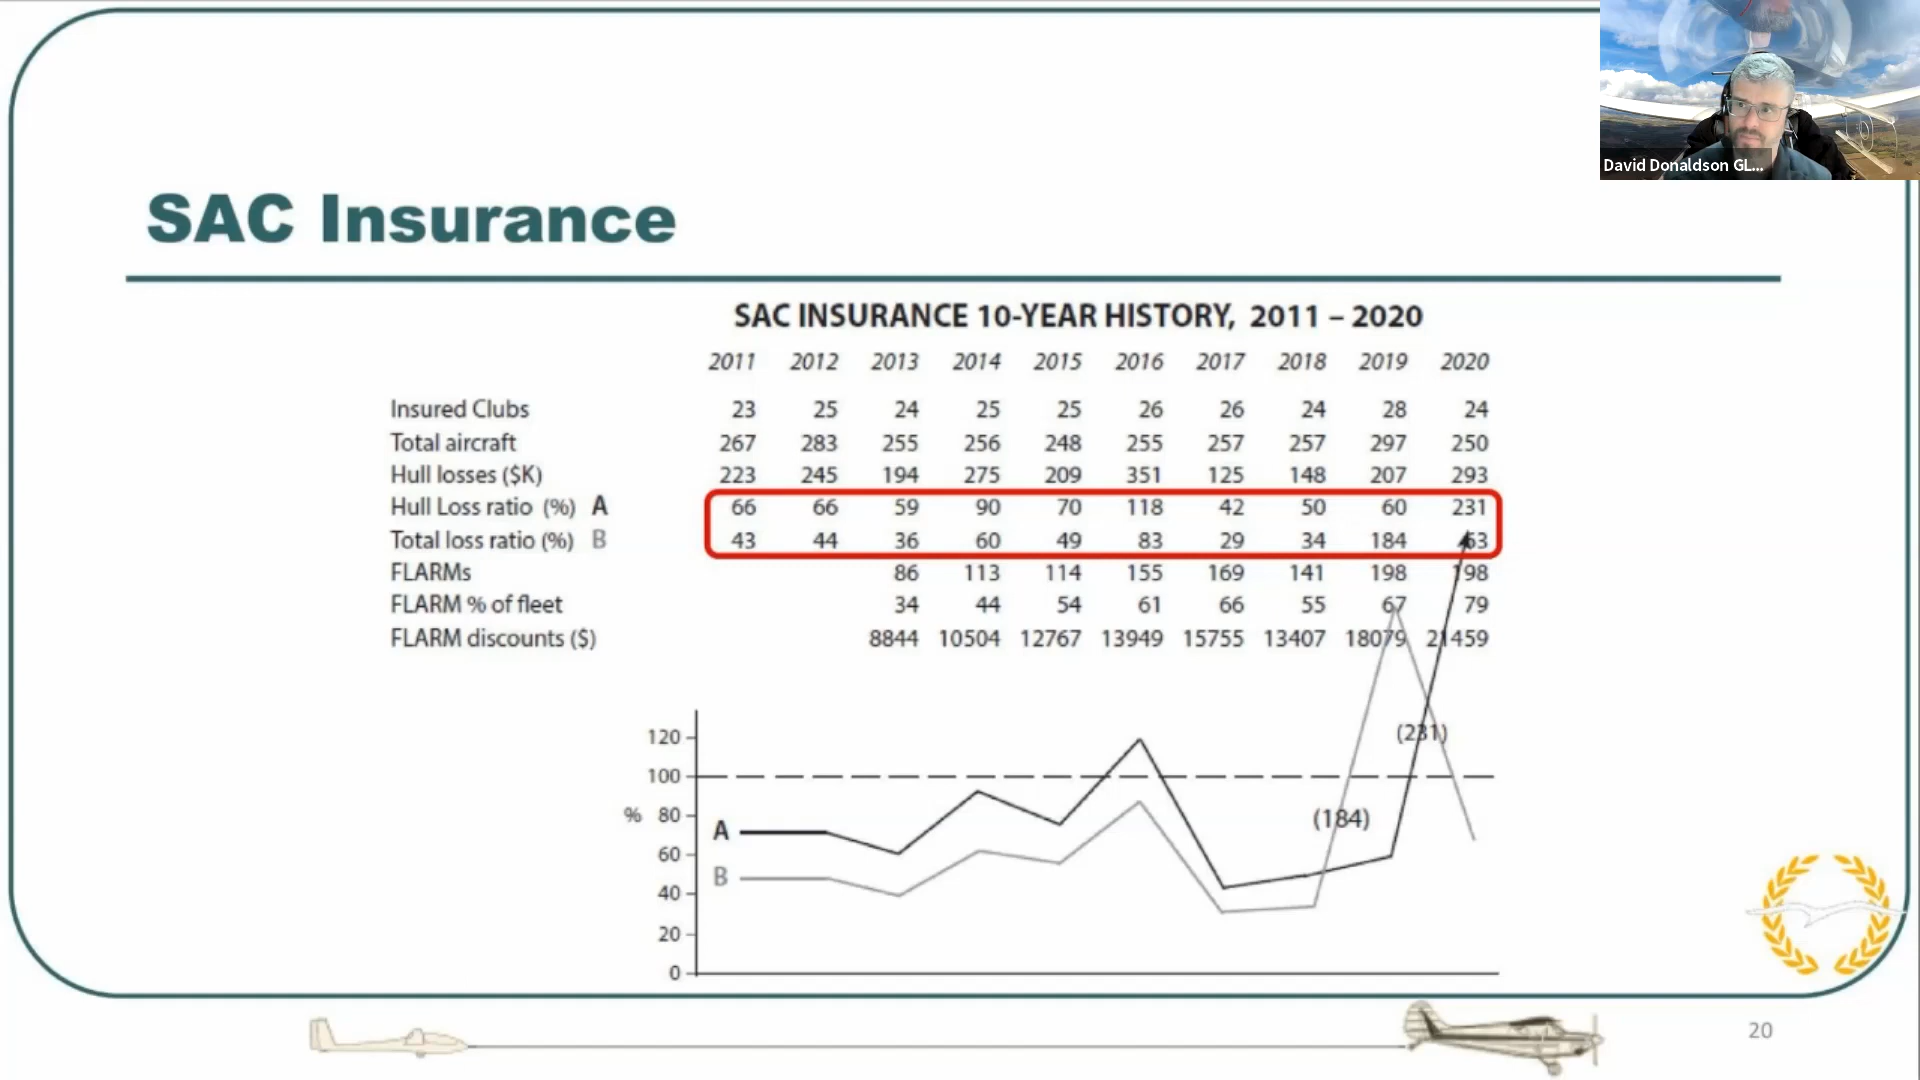 David Donaldson GL...
SAC Insurance
SAC INSURANCE 10-YEAR HISTORY, 2011 – 2020
2011 2012 2013 2014 2015 2016 2017 2018 2019 2020
Insured Clubs 23 25 24 25 25 26 26 24 28 24
Total aircraft 267 283 255 256 248 255 257 257 297 250
Hull losses ($K) 223 245 194 275 209 351 125 148 207 293
Hull Loss ratio (%) A 66 66 59 90 70 118 42 50 60 231
Total loss ratio (%) B 43 44 36 60 49 83 29 34 184 63
FLARMs 86 113 114 155 169 141 198 198
FLARM % of fleet 34 44 54 61 66 55 67 79
FLARM discounts ($) 8844 10504 12767 13949 15755 13407 18079 21459
120
(231)
100
% 80
(184)
A
60
B
40
20
0
20